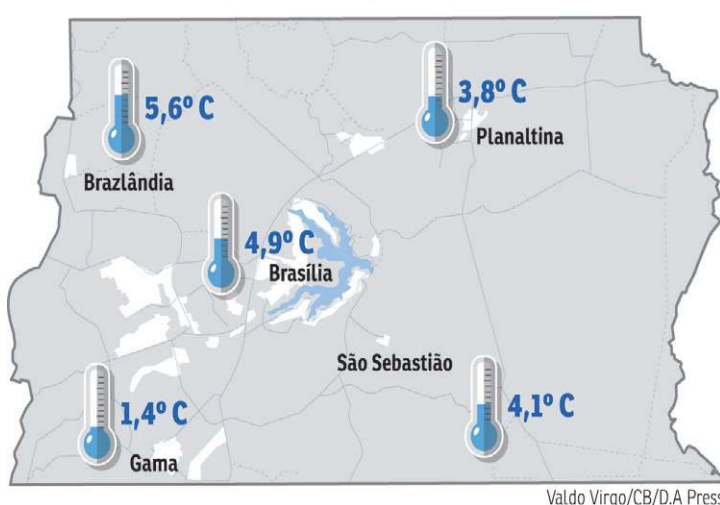 5,6º C
Brazlândia
3,8º C
Planaltina
4,9º C
Brasília
São Sebastião
4,1º C
1,4º C
Gama
Valdo Virgo/CB/D.A Press